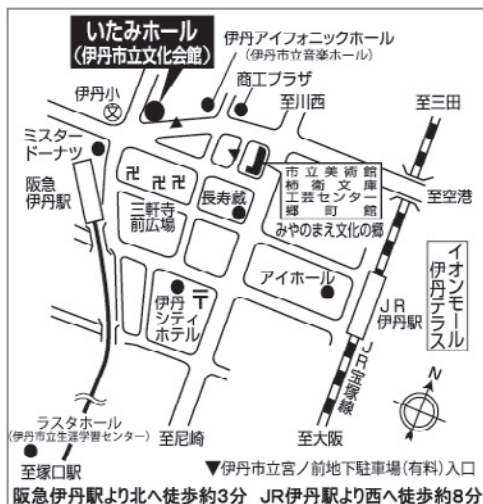 いたみホール
(伊丹市立文化会館)
伊丹アイフォニックホール
(伊丹市立音楽ホール)
商工プラザ
伊丹小
文
至川西
至三田
ミスター
ドーナツ
阪急
伊丹駅
卍 卍 卍
三軒寺
前広場
長寿蔵
市立美術館
柿衞文庫
工芸センター
郷町館
みやのまえ文化の郷
至空港
イオンモール
伊丹テラス
アイホール
伊丹
シティ
ホテル
〒
JR
伊丹駅
JR宝塚線
N
ラスタホール
(伊丹市立生涯学習センター)
至塚口駅
至尼崎
至大阪
▼伊丹市立宮ノ前地下駐車場(有料)入口
阪急伊丹駅より北へ徒歩約3分 JR伊丹駅より西へ徒歩約8分